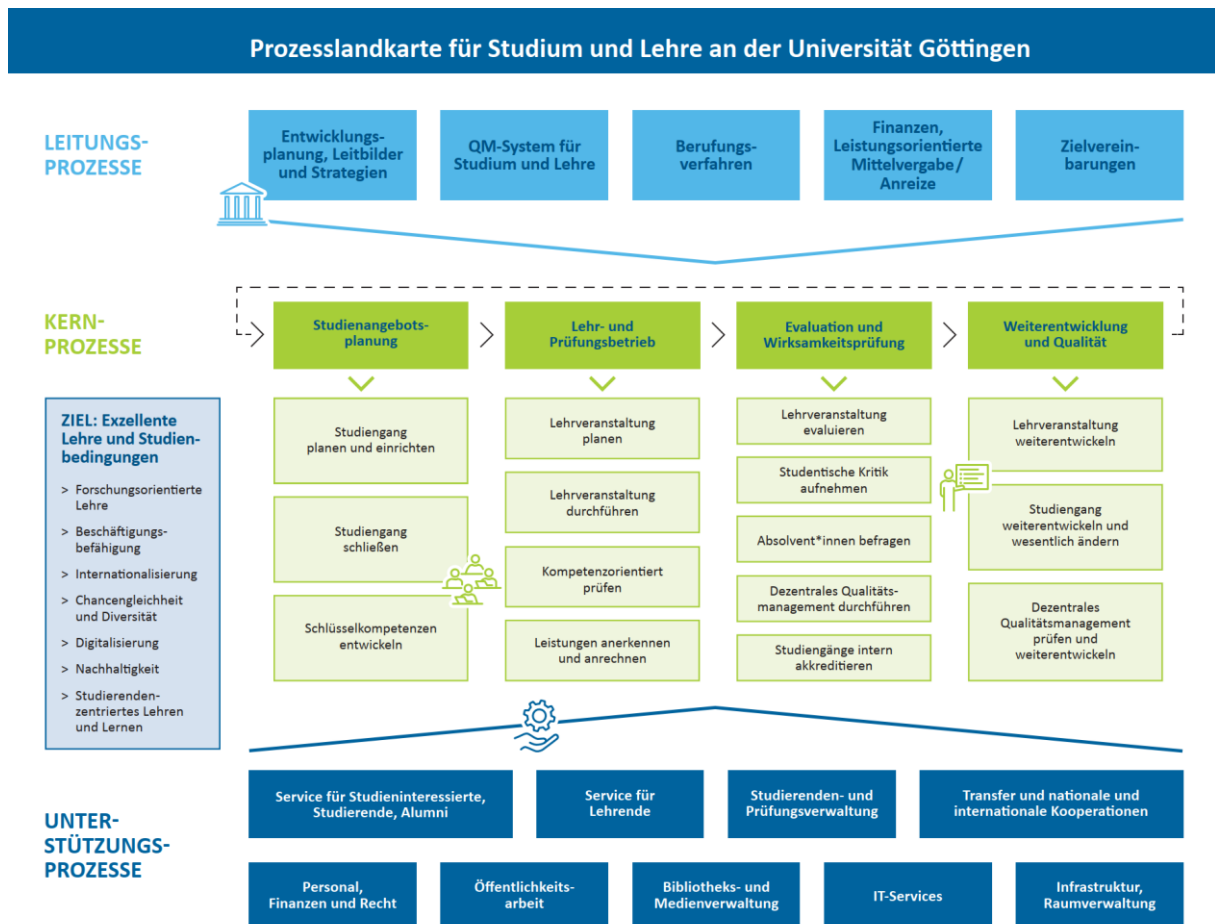 Prozesslandkarte für Studium und Lehre an der Universität Göttingen
LEITUNGS-
PROZESSE
Entwicklungs-
planung, Leitbilder
und Strategien
QM-System für
Studium und Lehre
Berufungs-
verfahren
Finanzen,
Leistungsorientierte
Mittelvergabe/
Anreize
Zielverein-
barungen
KERN-
PROZESSE
Studienangebots-
planung
Lehr- und
Prüfungsbetrieb
Evaluation und
Wirksamkeitsprüfung
Weiterentwicklung
und Qualität
ZIEL: Exzellente
Lehre und Studien-
bedingungen
> Forschungsorientierte
Lehre
> Beschäftigungs-
befähigung
> Internationalisierung
> Chancengleichheit
und Diversität
> Digitalisierung
> Nachhaltigkeit
> Studierenden-
zentriertes Lehren
und Lernen
Studiengang
planen und einrichten
Studiengang
schließen
Schlüsselkompetenzen
entwickeln
Lehrveranstaltung
planen
Lehrveranstaltung
durchführen
Kompetenzorientiert
prüfen
Leistungen anerkennen
und anrechnen
Lehrveranstaltung
evaluieren
Studentische Kritik
aufnehmen
Absolvent*innen befragen
Dezentrales Qualitäts-
management durchführen
Studiengänge intern
akkreditieren
Lehrveranstaltung
weiterentwickeln
Studiengang
weiterentwickeln und
wesentlich ändern
Dezentrales
Qualitätsmanagement
prüfen und
weiterentwickeln
UNTER-
STÜTZUNGS-
PROZESSE
Service für Studieninteressierte,
Studierende, Alumni
Service für
Lehrende
Studierenden- und
Prüfungsverwaltung
Transfer und nationale und
internationale Kooperationen
Personal,
Finanzen und Recht
Öffentlichkeits-
arbeit
Bibliotheks- und
Medienverwaltung
IT-Services
Infrastruktur,
Raumverwaltung